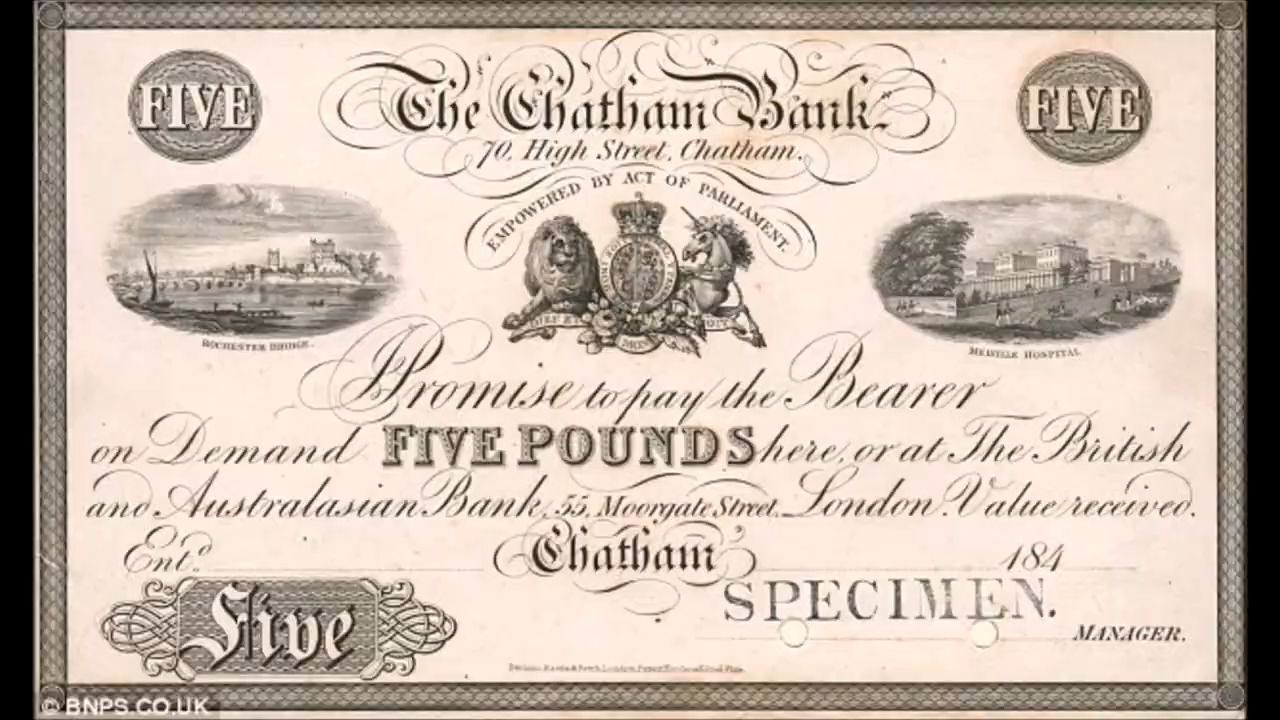 FIVE
The Chatham Bank.
FIVE
70, High Street, Chatham.
EMPOWERED BY ACT OF PARLIAMENT.
ROCHESTER BRIDGE.
MELVILLE HOSPITAL
Promise to pay the Bearer
on Demand FIVE POUNDS here, or at The British
and Australasian Bank, 55, Moorgate Street, London. Value received.
Entd.
Chatham
184
Five
SPECIMEN.
MANAGER.
© BNPS.CO.UK